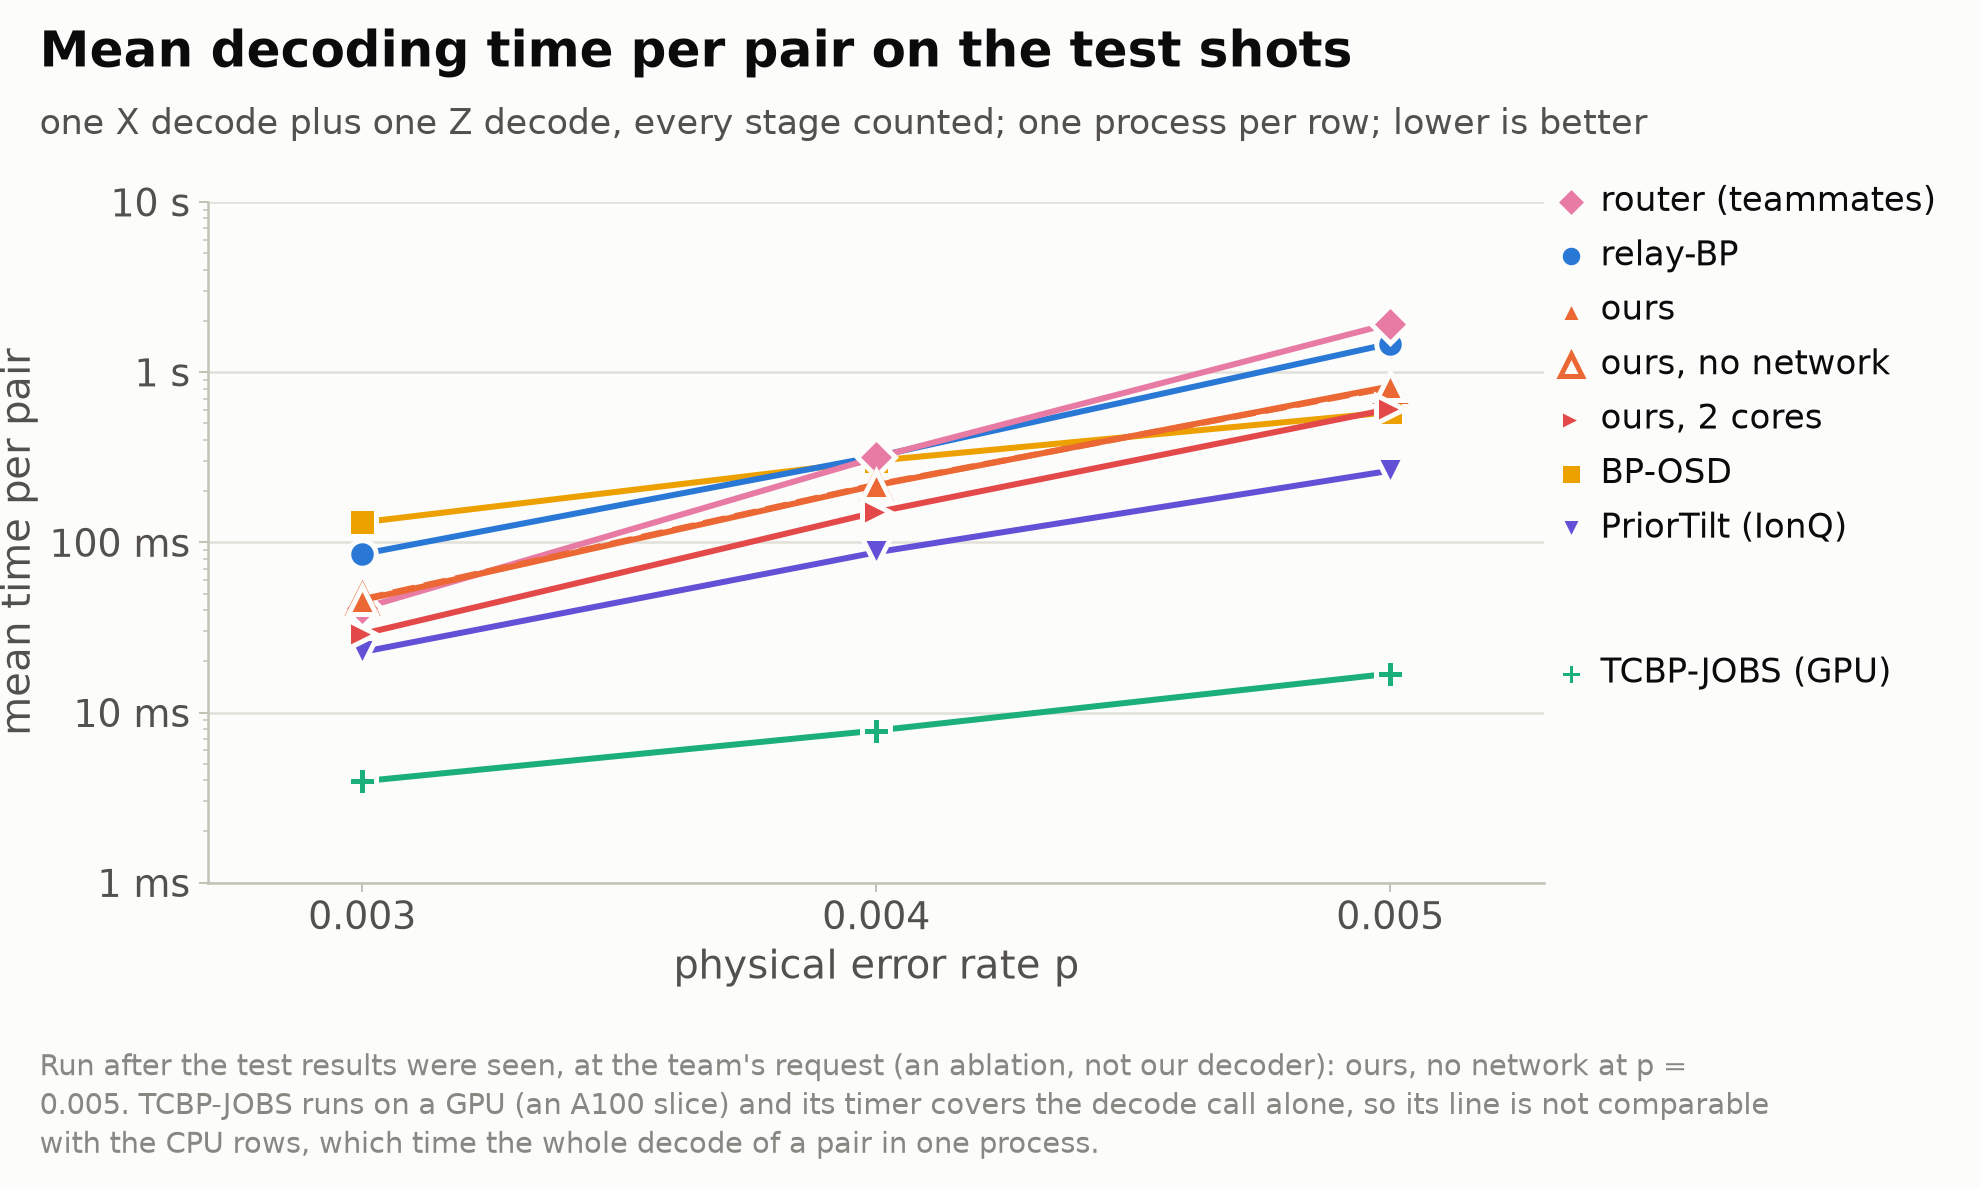 Mean decoding time per pair on the test shots
one X decode plus one Z decode, every stage counted; one process per row; lower is better
mean time per pair
10 s
1 s
100 ms
10 ms
1 ms
0.003
0.004
0.005
physical error rate p
router (teammates)
relay-BP
ours
ours, no network
ours, 2 cores
BP-OSD
PriorTilt (IonQ)
TCBP-JOBS (GPU)
Run after the test results were seen, at the team's request (an ablation, not our decoder): ours, no network at p =
0.005. TCBP-JOBS runs on a GPU (an A100 slice) and its timer covers the decode call alone, so its line is not comparable
with the CPU rows, which time the whole decode of a pair in one process.